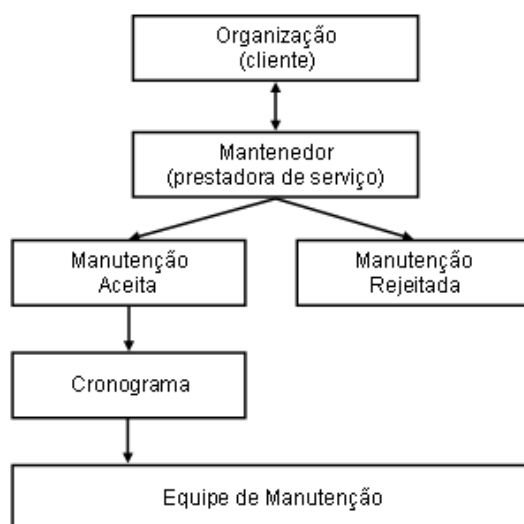 Organização
(cliente)
Mantenedor
(prestadora de serviço)
Manutenção
Aceita
Manutenção
Rejeitada
Cronograma
Equipe de Manutenção